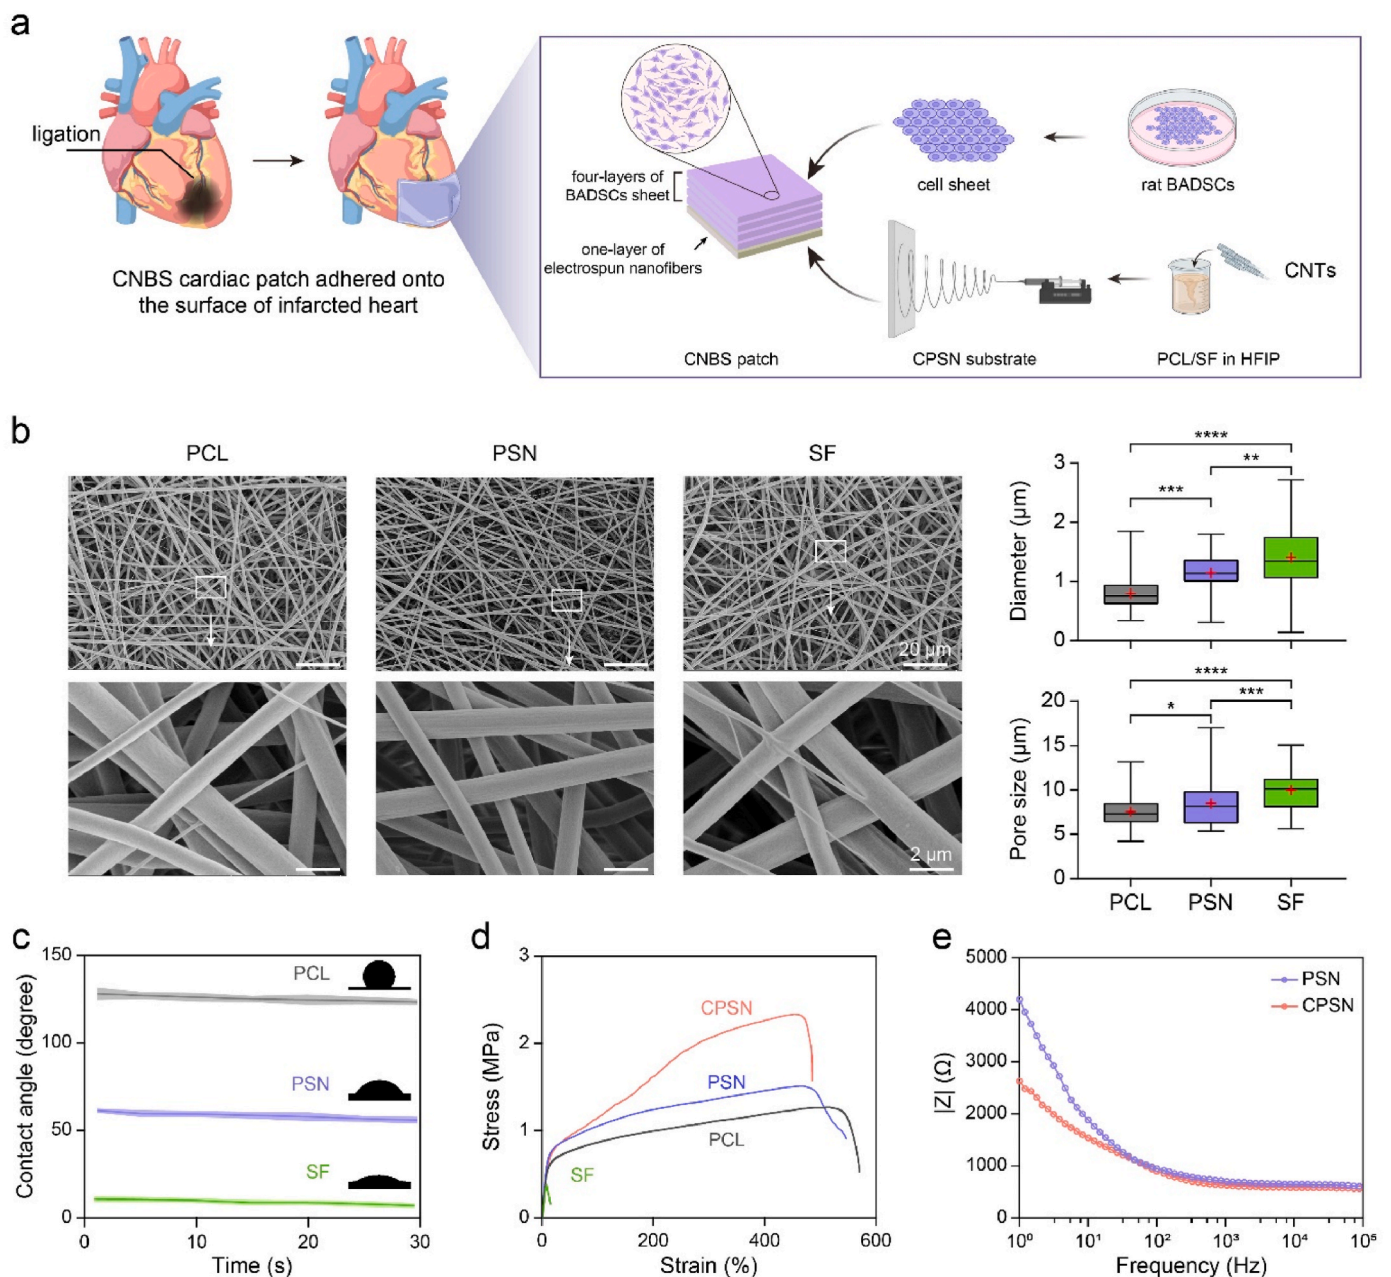 a
ligation
CNBS cardiac patch adhered onto
the surface of infarcted heart
four-layers of
BADSCs sheet
one-layer of
electrospun nanofibers
CNBS patch
cell sheet
rat BADSCs
CPSN substrate
CNTs
PCL/SF in HFIP
b
PCL
PSN
SF
20 μm
2 μm
Diameter (μm)
3
2
1
0
****
**
***
Pore size (μm)
20
15
10
5
0
****
***
*
PCL
PSN
SF
c
Contact angle (degree)
150
100
50
0
PCL
PSN
SF
0
10
20
30
Time (s)
d
Stress (MPa)
3
2
1
0
CPSN
PSN
PCL
SF
0
200
400
600
Strain (%)
e
|Z| (Ω)
5000
4000
3000
2000
1000
0
PSN
CPSN
10⁰
10¹
10²
10³
10⁴
10⁵
Frequency (Hz)